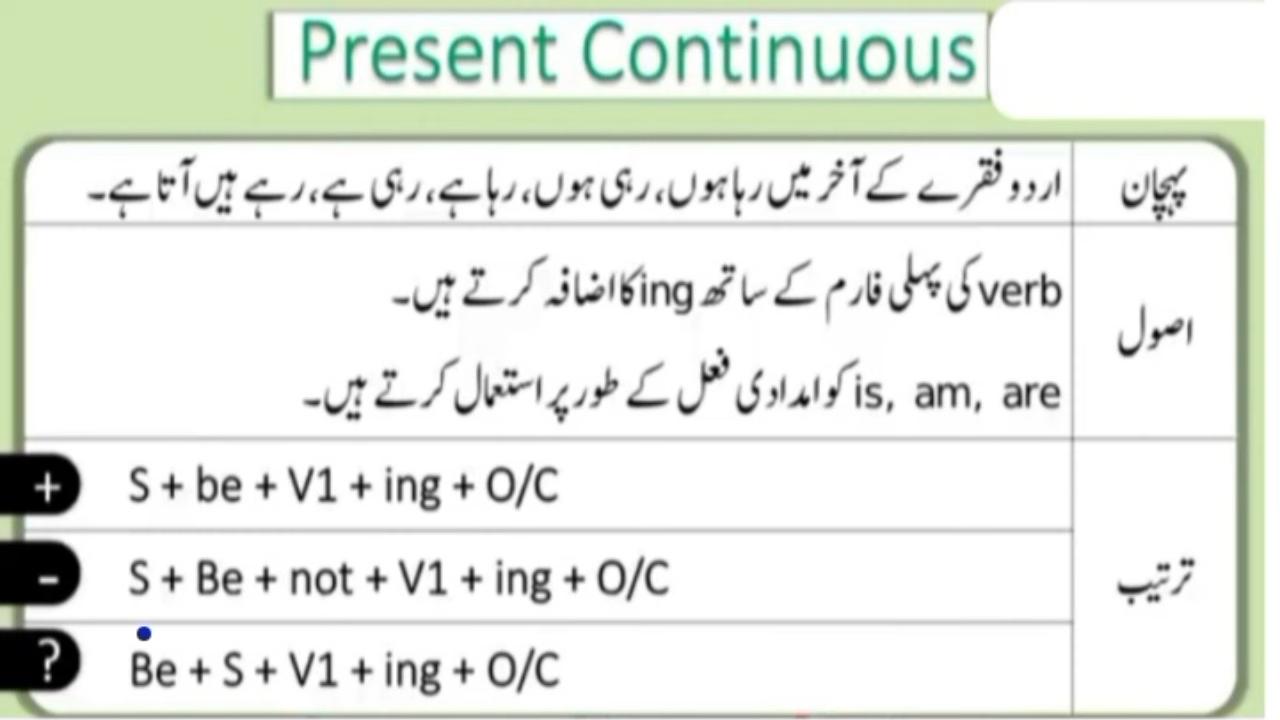 Present Continuous
پہچان
اردو فقرے کے آخر میں رہا ہوں، رہی ہوں، رہا ہے، رہی ہے، رہے ہیں آتا ہے۔
اصول
verb کی پہلی فارم کے ساتھ ing کا اضافہ کرتے ہیں۔
is, am, are کو امدادی فعل کے طور پر استعمال کرتے ہیں۔
ترتیب
+ S + be + V1 + ing + O/C
- S + Be + not + V1 + ing + O/C
? Be + S + V1 + ing + O/C